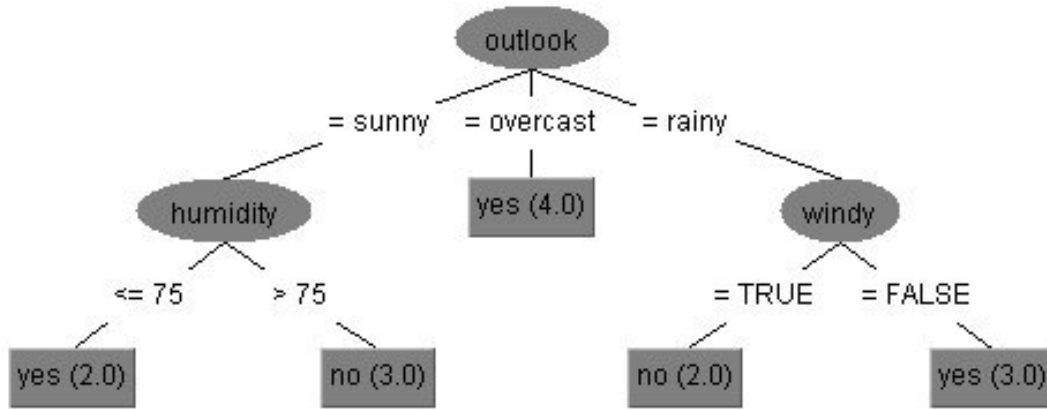 outlook
= sunny = overcast = rainy
humidity yes (4.0) windy
<= 75 > 75 = TRUE = FALSE
yes (2.0) no (3.0) no (2.0) yes (3.0)